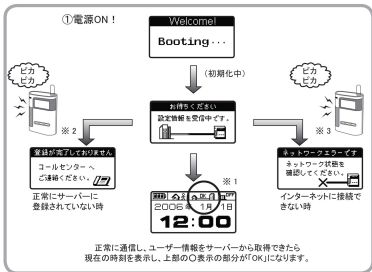 ①電源ON！
Welcome!
Booting…
(初期化中)
ピカ
ピカ
ピカ
ピカ
お待ちください
設定情報を受信中です。
※2
※3
登録が完了しておりません
コールセンターへ
ご連絡ください。
正常にサーバーに
登録されていない時
ネットワークエラーです
ネットワーク状態を
確認してください。
インターネットに接続で
きない時
※1
OK
OFF
2006年 1月 1日
12:00
正常に通信し、ユーザー情報をサーバーから取得できたら
現在の時刻を表示し、上部の○表示の部分が「OK」になります。